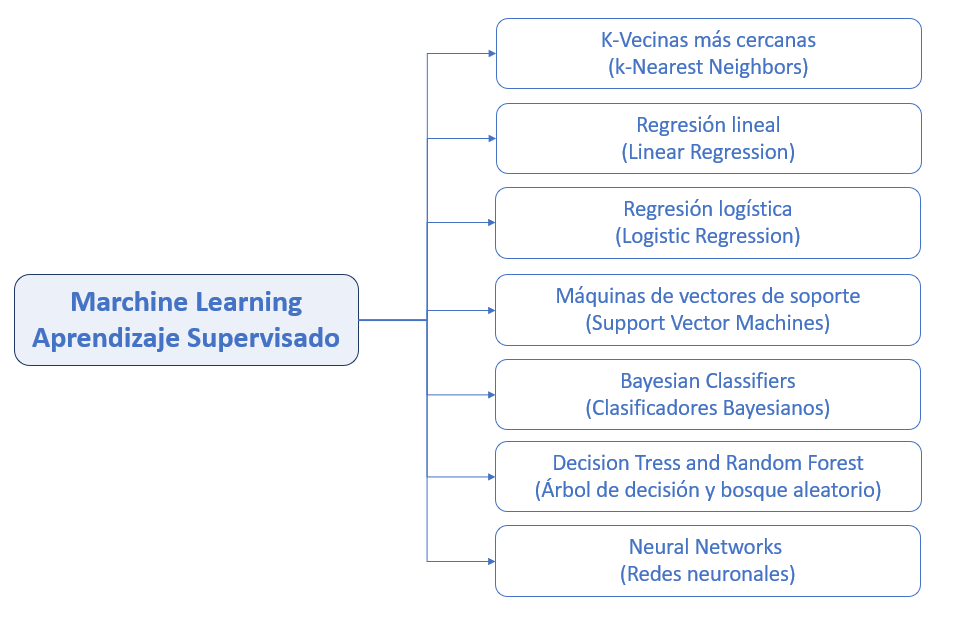 K-Vecinas más cercanas
(k-Nearest Neighbors)
Regresión lineal
(Linear Regression)
Regresión logística
(Logistic Regression)
Marchine Learning
Aprendizaje Supervisado
Máquinas de vectores de soporte
(Support Vector Machines)
Bayesian Classifiers
(Clasificadores Bayesianos)
Decision Tress and Random Forest
(Árbol de decisión y bosque aleatorio)
Neural Networks
(Redes neuronales)